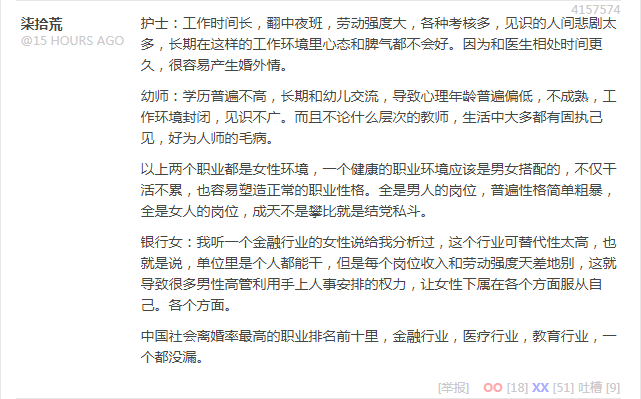 4157574
柒拾荒
@15 HOURS AGO
护士：工作时间长，翻中夜班，劳动强度大，各种考核多，见识的人间悲剧太
多，长期在这样的工作环境里心态和脾气都不会好。因为和医生相处时间更
久，很容易产生婚外情。
幼师：学历普遍不高，长期和幼儿交流，导致心理年龄普遍偏低，不成熟，工
作环境封闭，见识不广。而且不论什么层次的教师，生活中大多都有固执己
见，好为人师的毛病。
以上两个职业都是女性环境，一个健康的职业环境应该是男女搭配的，不仅干
活不累，也容易塑造正常的职业性格。全是男人的岗位，普遍性格简单粗暴，
全是女人的岗位，成天不是攀比就是结党私斗。
银行女：我听一个金融行业的女性说给我分析过，这个行业可替代性太高，也
就是说，单位里是个人都能干，但是每个岗位收入和劳动强度天差地别，这就
导致很多男性高管利用手上人事安排的权力，让女性下属在各个方面服从自
己。各个方面。
中国社会离婚率最高的职业排名前十里，金融行业，医疗行业，教育行业，一
个都没漏。
[举报] OO [18] XX [51] 吐槽 [9]